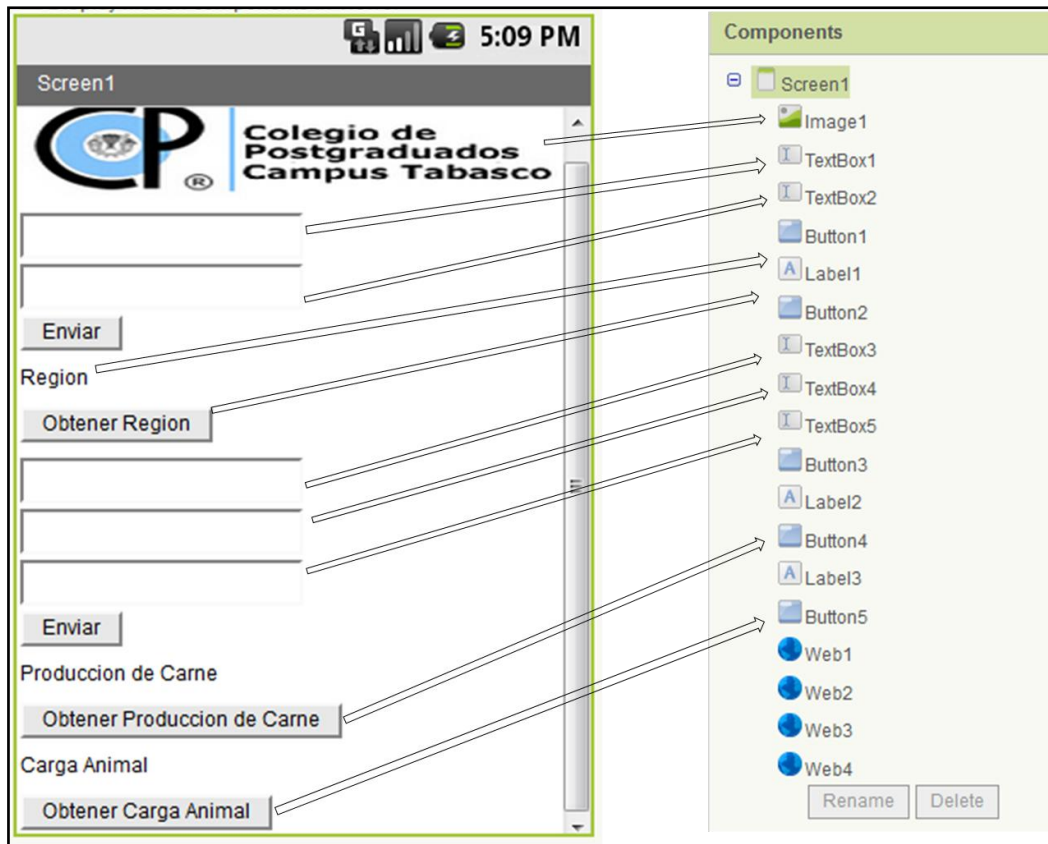 5:09 PM
Screen1
CP ®
Colegio de
Postgraduados
Campus Tabasco
Enviar
Region
Obtener Region
Enviar
Produccion de Carne
Obtener Produccion de Carne
Carga Animal
Obtener Carga Animal
Components
Screen1
Image1
TextBox1
TextBox2
Button1
Label1
Button2
TextBox3
TextBox4
TextBox5
Button3
Label2
Button4
Label3
Button5
Web1
Web2
Web3
Web4
Rename Delete